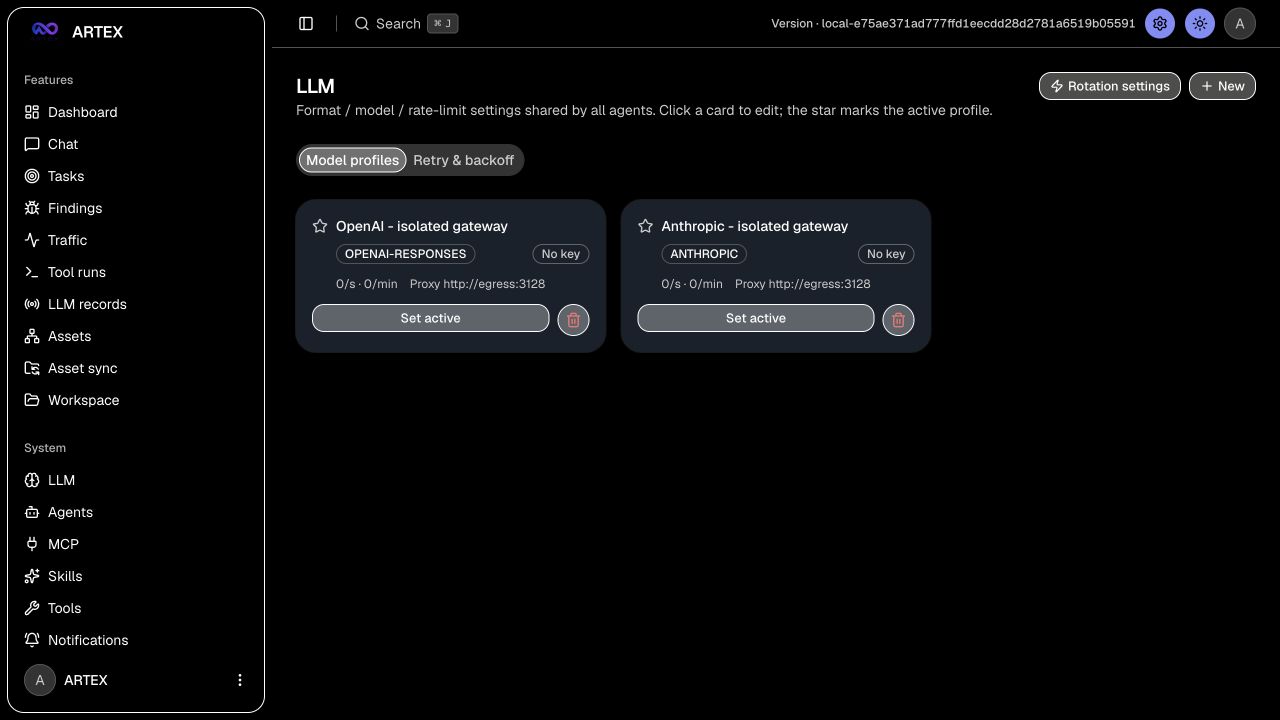 ARTEX
Features
Dashboard
Chat
Tasks
Findings
Traffic
Tool runs
LLM records
Assets
Asset sync
Workspace
System
LLM
Agents
MCP
Skills
Tools
Notifications
A ARTEX
Search ⌘ J
Version · local-e75ae371ad777ffd1eecdd28d2781a6519b05591
A
LLM
Format / model / rate-limit settings shared by all agents. Click a card to edit; the star marks the active profile.
Rotation settings
New
Model profiles Retry & backoff
OpenAI - isolated gateway
OPENAI-RESPONSES No key
0/s · 0/min Proxy http://egress:3128
Set active
Anthropic - isolated gateway
ANTHROPIC No key
0/s · 0/min Proxy http://egress:3128
Set active